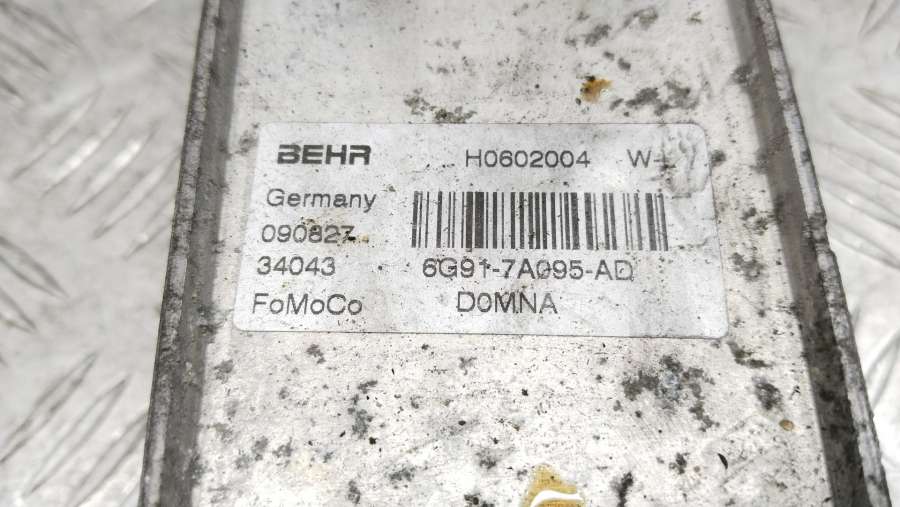 BEHR H0602004 W-
Germany
090827
34043 6G91-7A095-AD
FoMoCo D0MNA